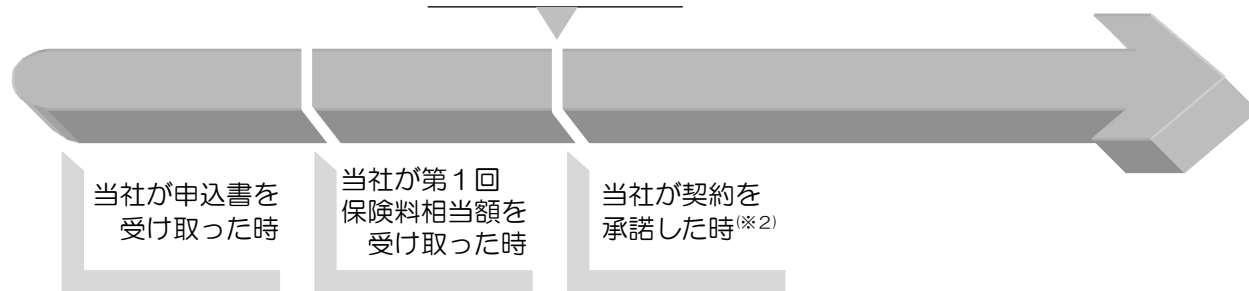 当社が申込書を
受け取った時
当社が第１回
保険料相当額を
受け取った時
当社が契約を
承諾した時(※2)